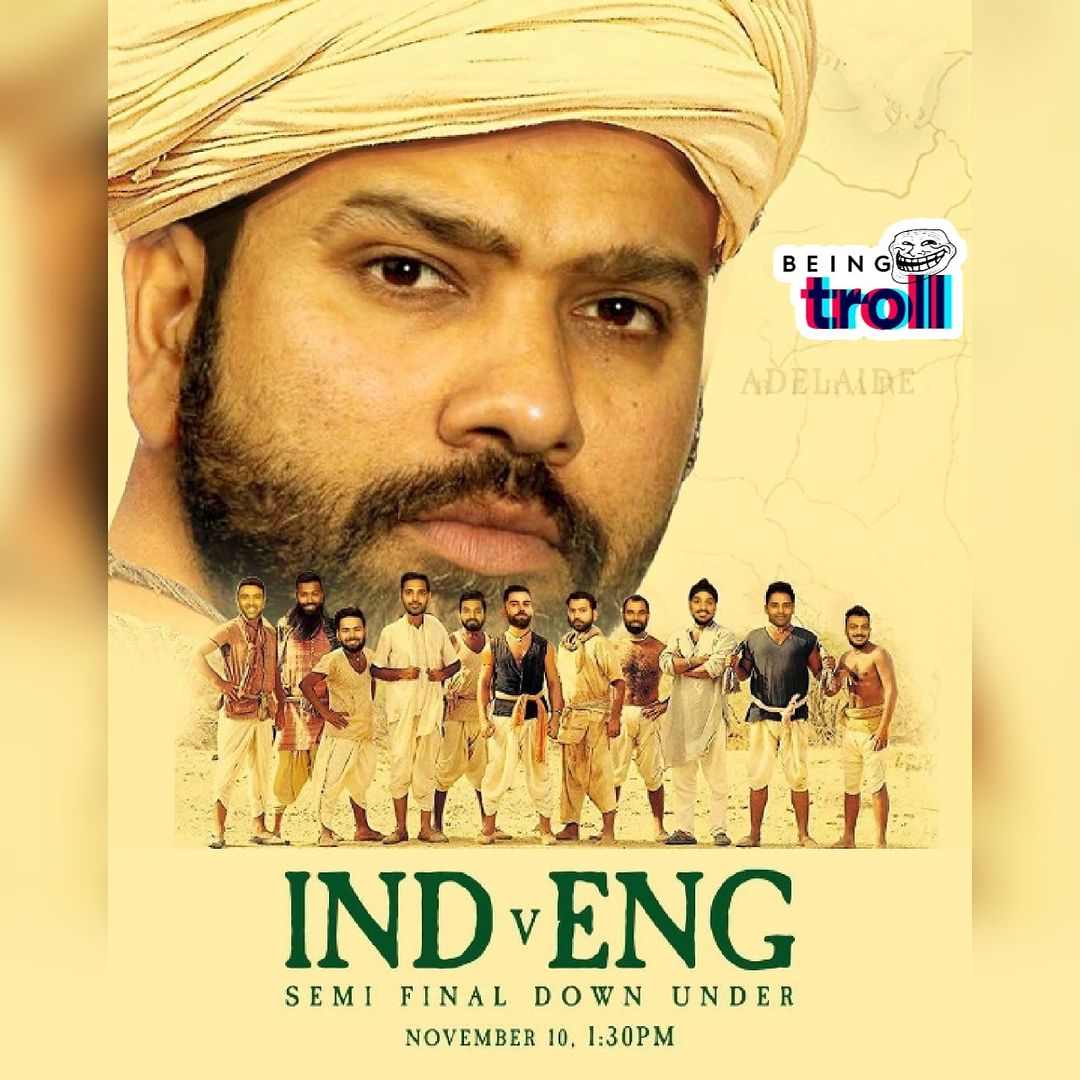 BEING
troll
ADELAIDE
IND V ENG
SEMI FINAL DOWN UNDER
NOVEMBER 10, 1:30PM